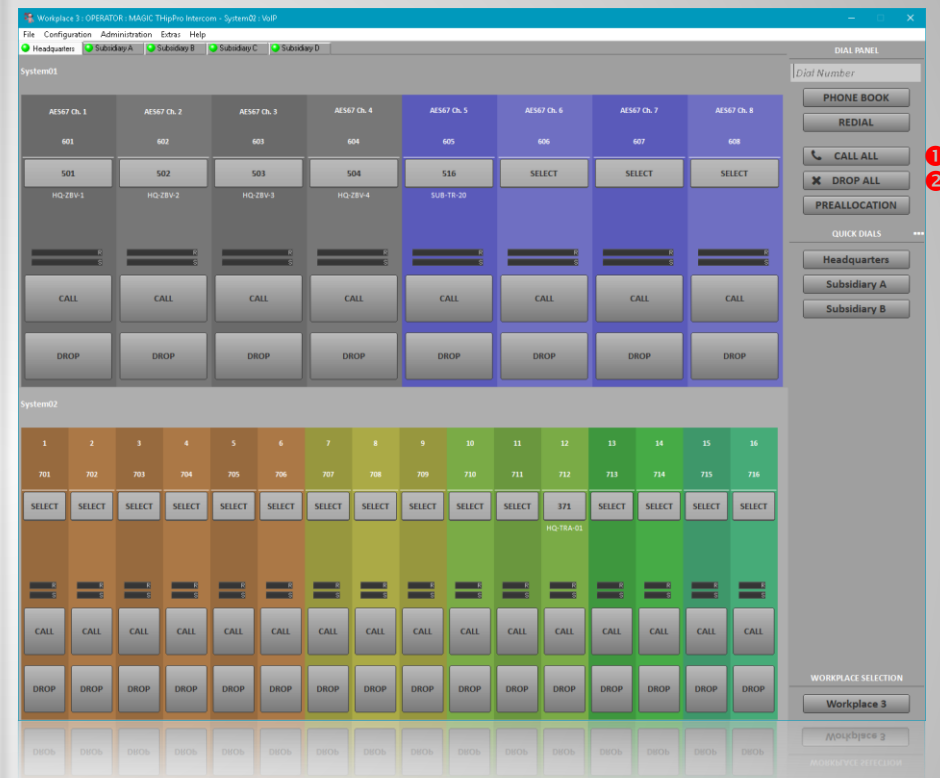 Workplace 3 : OPERATOR : MAGIC THipPro Intercom - System02 : VoIP
File Configuration Administration Extras Help
Headquarters Subsidiary A Subsidiary B Subsidiary C Subsidiary D
DIAL PANEL
System01
Dial Number
PHONE BOOK
REDIAL
AES67 Ch. 1 AES67 Ch. 2 AES67 Ch. 3 AES67 Ch. 4 AES67 Ch. 5 AES67 Ch. 6 AES67 Ch. 7 AES67 Ch. 8
601 602 603 604 605 606 607 608
CALL ALL 1
501 502 503 504 516 SELECT SELECT SELECT
DROP ALL 2
HQ-ZBV-1 HQ-ZBV-2 HQ-ZBV-3 HQ-ZBV-4 SUB-TR-20
PREALLOCATION
QUICK DIALS
R R R R R R R R
S S S S S S S S
Headquarters
Subsidiary A
Subsidiary B
CALL CALL CALL CALL CALL CALL CALL CALL
DROP DROP DROP DROP DROP DROP DROP DROP
System02
1 2 3 4 5 6 7 8 9 10 11 12 13 14 15 16
701 702 703 704 705 706 707 708 709 710 711 712 713 714 715 716
SELECT SELECT SELECT SELECT SELECT SELECT SELECT SELECT SELECT SELECT SELECT 371 SELECT SELECT SELECT SELECT
HQ-TRA-01
R R R R R R R R R R R R R R R R
S S S S S S S S S S S S S S S S
CALL CALL CALL CALL CALL CALL CALL CALL CALL CALL CALL CALL CALL CALL CALL CALL
DROP DROP DROP DROP DROP DROP DROP DROP DROP DROP DROP DROP DROP DROP DROP DROP
WORKPLACE SELECTION
Workplace 3